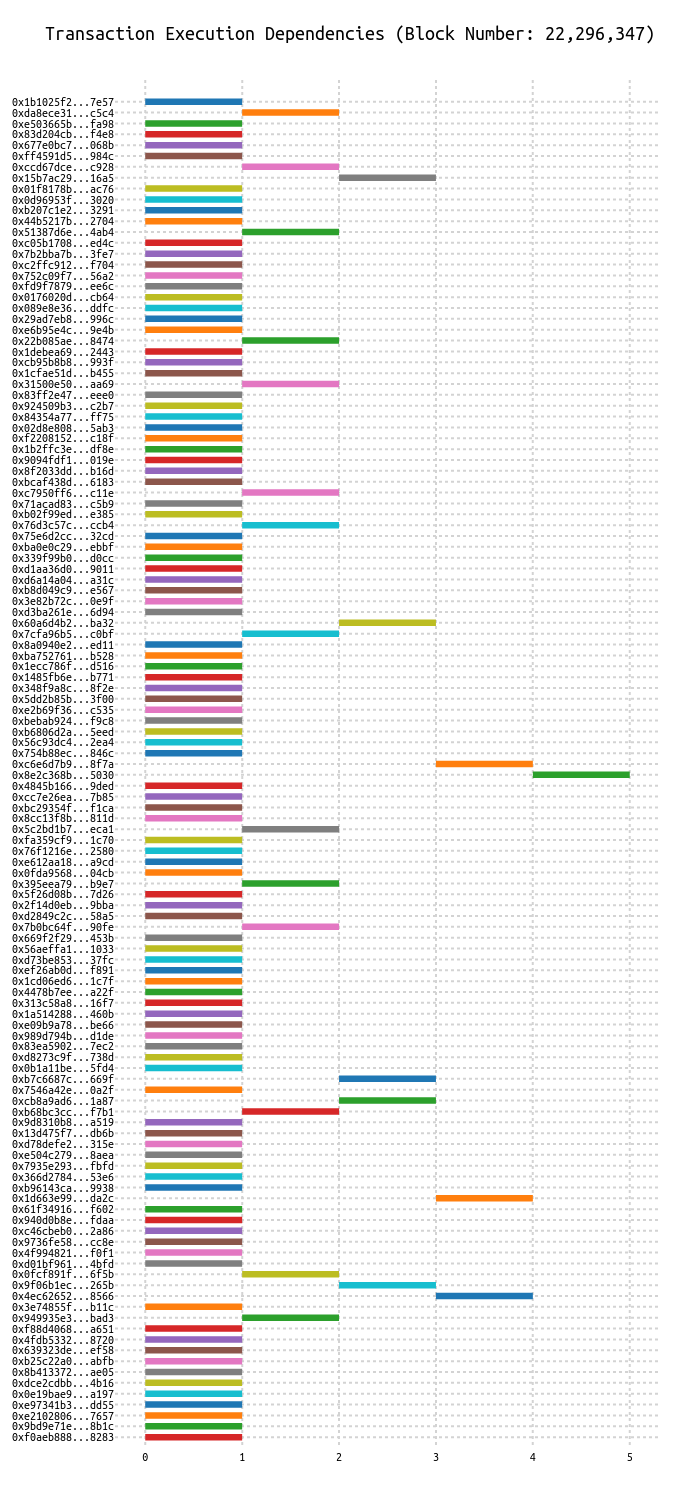 Transaction Execution Dependencies (Block Number: 22,296,347)
0x1b1025f2...7e57
0xda8ece31...c5c4
0xe503665b...fa98
0x83d204cb...f4e8
0x677e0bc7...068b
0xff4591d5...984c
0xccd67dce...c928
0x15b7ac29...16a5
0x01f8178b...ac76
0x0d96953f...3020
0xb207c1e2...3291
0x44b5217b...2704
0x51387d6e...4ab4
0xc05b1708...ed4c
0x7b2bba7b...3fe7
0xc2ffc912...f704
0x752c09f7...56a2
0xfd9f7879...ee6c
0x0176020d...cb64
0x089e8e36...ddfc
0x29ad7eb8...996c
0xe6b95e4c...9e4b
0x22b085ae...8474
0x1debea69...2443
0xcb95b8b8...993f
0x1cfae51d...b455
0x31500e50...aa69
0x83ff2e47...eee0
0x924509b3...c2b7
0x84354a77...ff75
0x02d8e808...5ab3
0xf2208152...c18f
0x1b2ffc3e...df8e
0x9094fdf1...019e
0x8f2033dd...b16d
0xbcaf438d...6183
0xc7950ff6...c11e
0x71acad83...c5b9
0xb02f99ed...e385
0x76d3c57c...ccb4
0x75e6d2cc...32cd
0xba0e0c29...ebbf
0x339f99b0...d0cc
0xd1aa36d0...9011
0xd6a14a04...a31c
0xb8d049c9...e567
0x3e82b72c...0e9f
0xd3ba261e...6d94
0x60a6d4b2...ba32
0x7cfa96b5...c0bf
0x8a0940e2...ed11
0xba752761...b528
0x1ecc786f...d516
0x1485fb6e...b771
0x348f9a8c...8f2e
0x5dd2b85b...3f00
0xe2b69f36...c535
0xbebab924...f9c8
0xb6806d2a...5eed
0x56c93dc4...2ea4
0x754b88ec...846c
0xc6e6d7b9...8f7a
0x8e2c368b...5030
0x4845b166...9ded
0xcc7e26ea...7b85
0xbc29354f...f1ca
0x8cc13f8b...811d
0x5c2bd1b7...eca1
0xfa359cf9...1c70
0x76f1216e...2580
0xe612aa18...a9cd
0x0fda9568...04cb
0x395eea79...b9e7
0x5f26d08b...7d26
0x2f14d0eb...9bba
0xd2849c2c...58a5
0x7b0bc64f...90fe
0x669f2f29...453b
0x56aeffa1...1033
0xd73be853...37fc
0xef26ab0d...f891
0x1cd06ed6...1c7f
0x4478b7ee...a22f
0x313c58a8...16f7
0x1a514288...460b
0xe09b9a78...be66
0x989d794b...d1de
0x83ea5902...7ec2
0xd8273c9f...738d
0x0b1a11be...5fd4
0xb7c6687c...669f
0x7546a42e...0a2f
0xcb8a9ad6...1a87
0xb68bc3cc...f7b1
0x9d8310b8...a519
0x13d475f7...db6b
0xd78defe2...315e
0xe504c279...8aea
0x7935e293...fbfd
0x366d2784...53e6
0xb96143ca...9938
0x1d663e99...da2c
0x61f34916...f602
0x940d0b8e...fdaa
0xc46cbeb0...2a86
0x9736fe58...cc8e
0x4f994821...f0f1
0xd01bf961...4bfd
0x0fcf891f...6f5b
0x9f06b1ec...265b
0x4ec62652...8566
0x3e74855f...b11c
0x949935e3...bad3
0xf88d4068...a651
0x4fdb5332...8720
0x639323de...ef58
0xb25c22a0...abfb
0x8b413372...ae05
0xdce2cdbb...4b16
0x0e19bae9...a197
0xe97341b3...dd55
0xe2102806...7657
0x9bd9e71e...8b1c
0xf0aeb888...8283
0 1 2 3 4 5